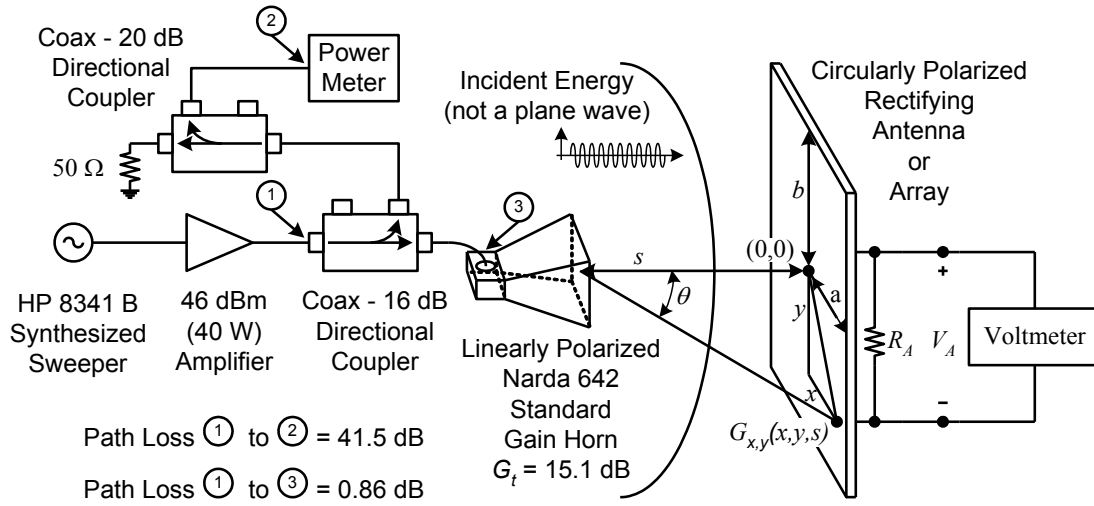 Coax - 20 dB
Directional
Coupler
2
Power
Meter
50 Ω
1
Incident Energy
(not a plane wave)
Circularly Polarized
Rectifying
Antenna
or
Array
3
b
(0,0)
s
θ
a
y
x
G_{x,y}(x,y,s)
R_A
+
V_A
–
Voltmeter
HP 8341 B
Synthesized
Sweeper
46 dBm
(40 W)
Amplifier
Coax - 16 dB
Directional
Coupler
Linearly Polarized
Narda 642
Standard
Gain Horn
G_t = 15.1 dB
Path Loss 1 to 2 = 41.5 dB
Path Loss 1 to 3 = 0.86 dB